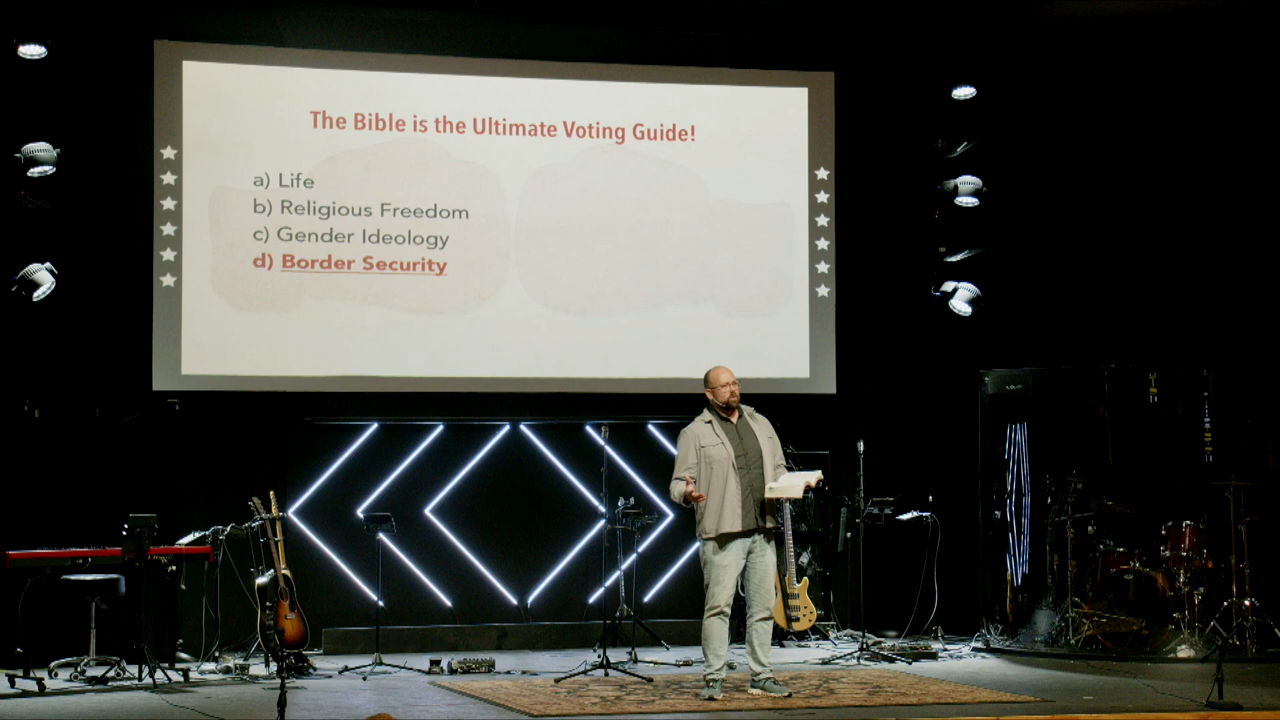 The Bible is the Ultimate Voting Guide!
a) Life
b) Religious Freedom
c) Gender Ideology
d) Border Security